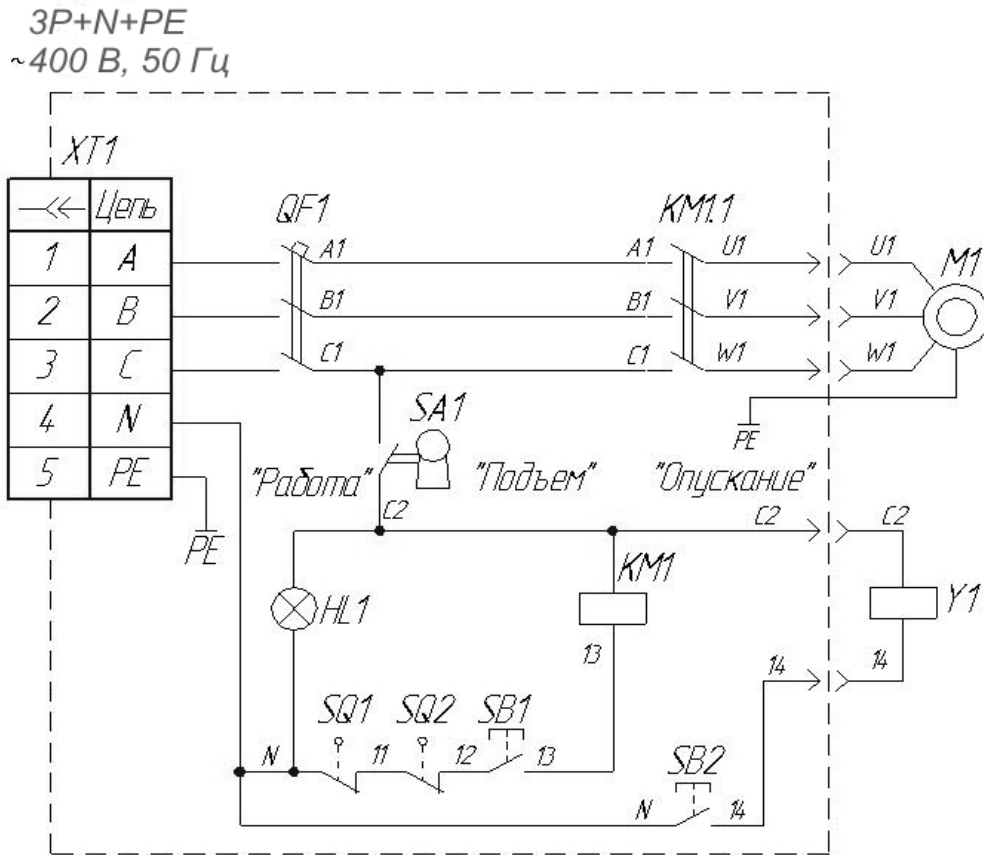 3P+N+PE
~400 В, 50 Гц
XT1
Цепь
QF1
KM1.1
1 A
A1
A1
U1
U1
M1
2 B
B1
B1
V1
V1
3 C
C1
C1
W1
W1
4 N
SA1
PE
5 PE
"Работа"
"Подъем"
"Опускание"
PE
C2
C2
C2
HL1
KM1
Y1
13
14
14
SQ1
SQ2
SB1
N
11
12
13
SB2
N
14